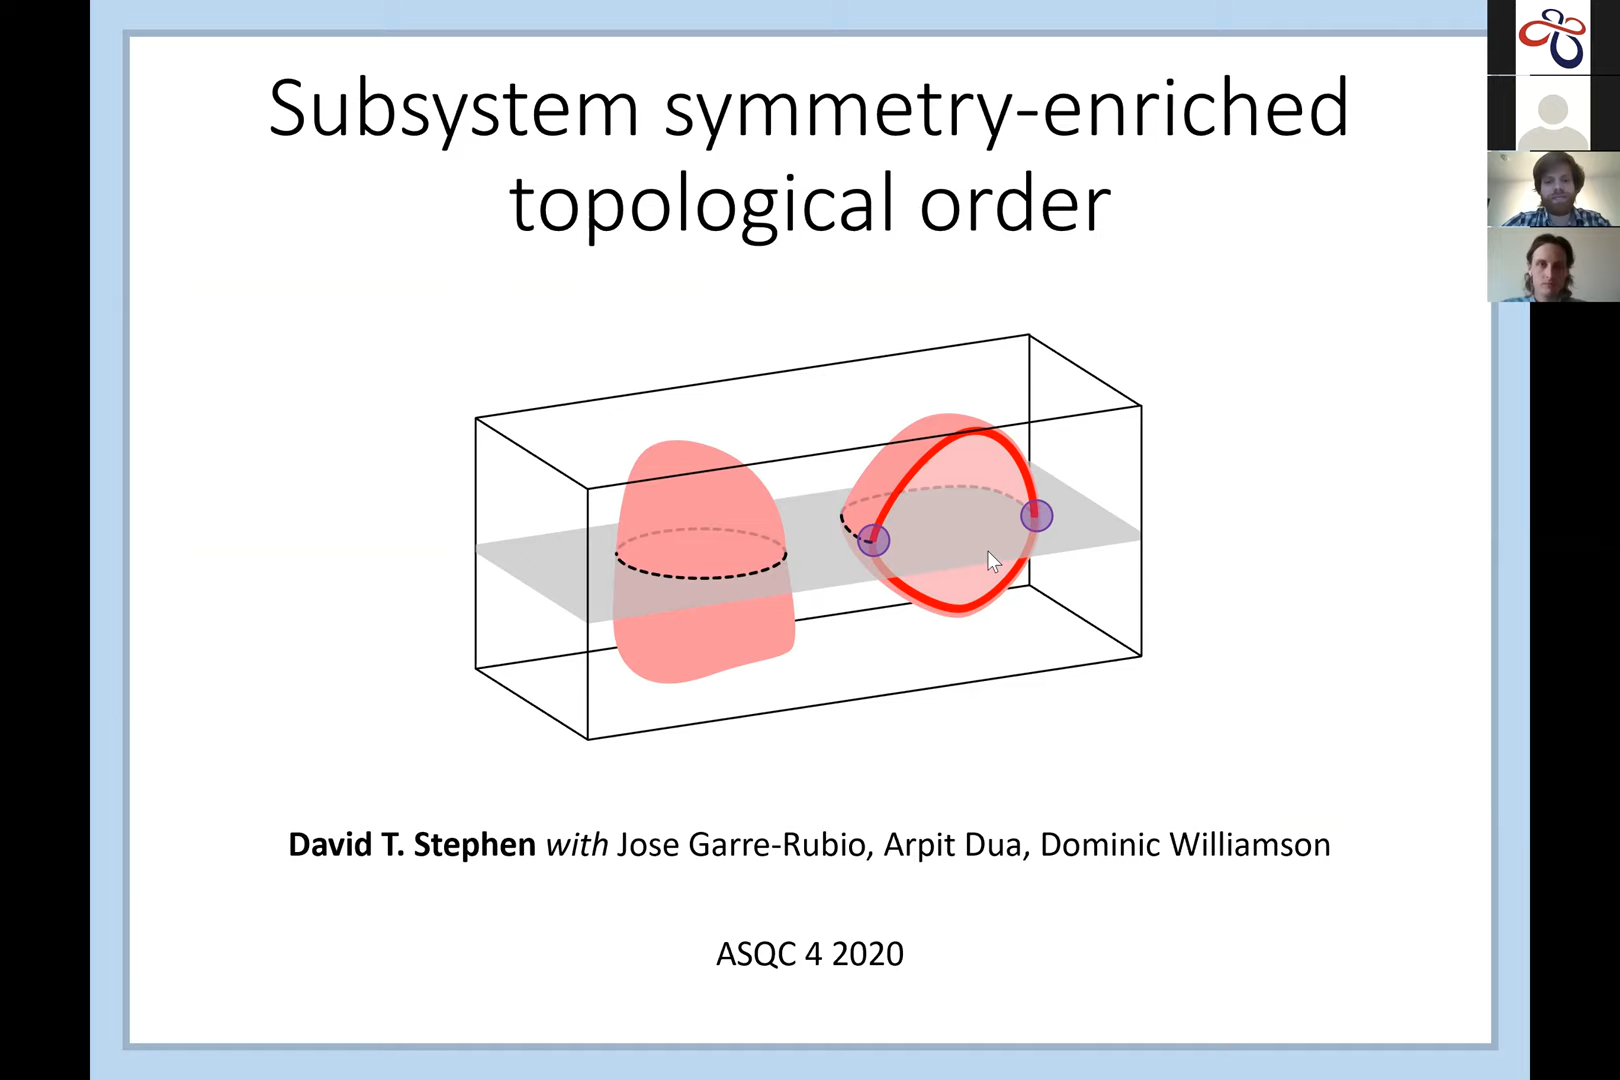 Subsystem symmetry-enriched
topological order
David T. Stephen with Jose Garre-Rubio, Arpit Dua, Dominic Williamson
ASQC 4 2020